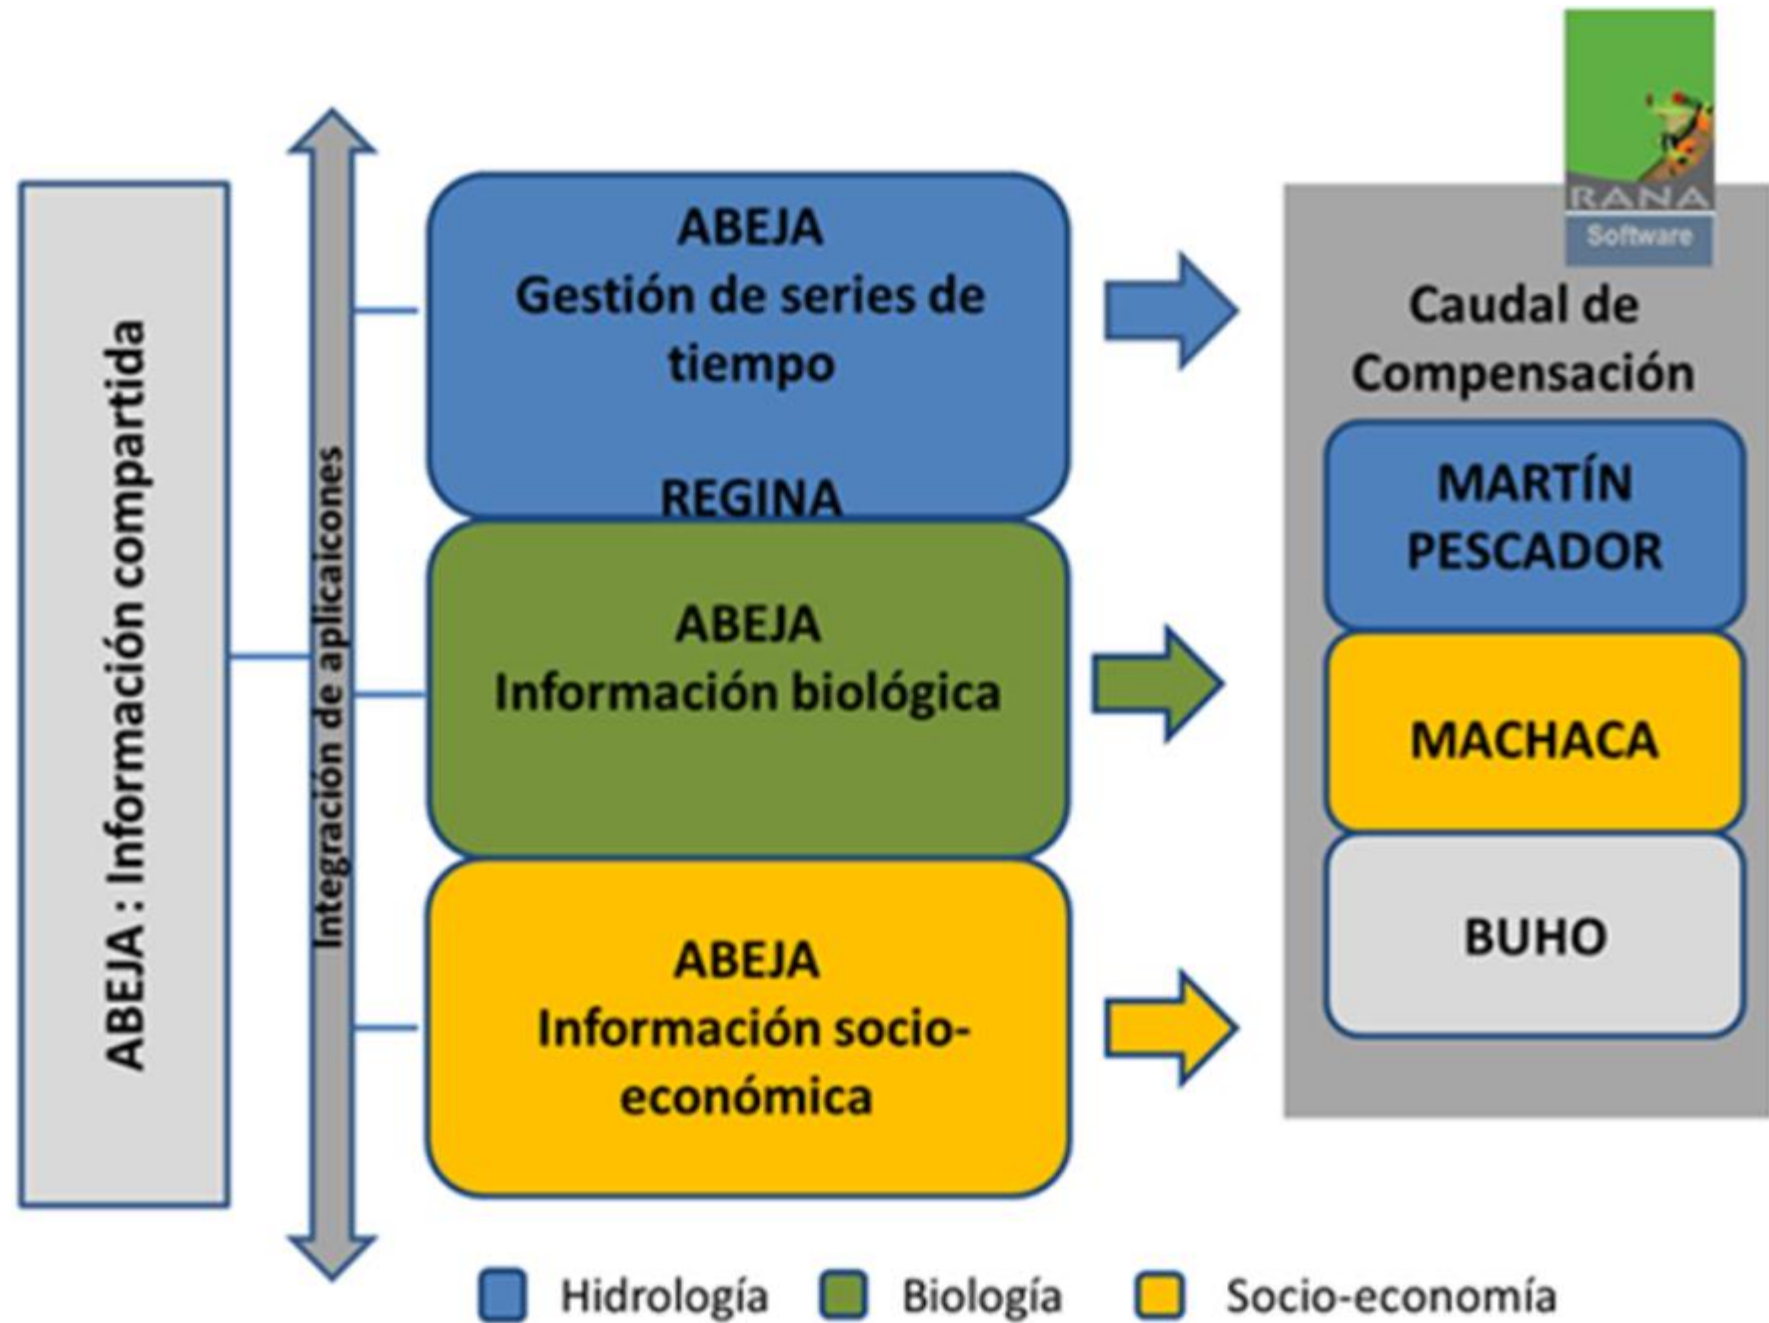 ABEJA : Información compartida
Integración de aplicaicones
ABEJA
Gestión de series de
tiempo
REGINA
ABEJA
Información biológica
ABEJA
Información socio-
económica
RANA
Software
Caudal de
Compensación
MARTÍN
PESCADOR
MACHACA
BUHO
Hidrología
Biología
Socio-economía